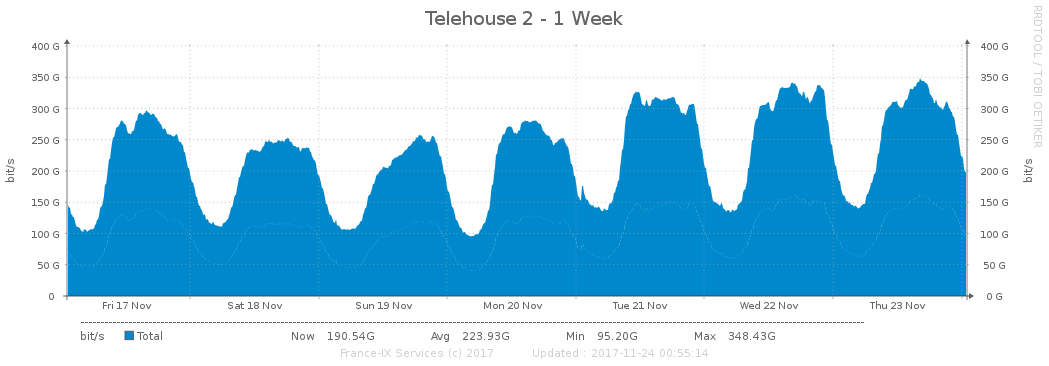 Telehouse 2 - 1 Week
RRDTOOL / TOBI OETIKER
400 G 400 G
350 G 350 G
300 G 300 G
250 G 250 G
200 G 200 G
150 G 150 G
100 G 100 G
50 G 50 G
0 0 G
bit/s bit/s
Fri 17 Nov Sat 18 Nov Sun 19 Nov Mon 20 Nov Tue 21 Nov Wed 22 Nov Thu 23 Nov
bit/s Total Now 190.54G Avg 223.93G Min 95.20G Max 348.43G
France-IX Services (c) 2017 Updated : 2017-11-24 00:55:14